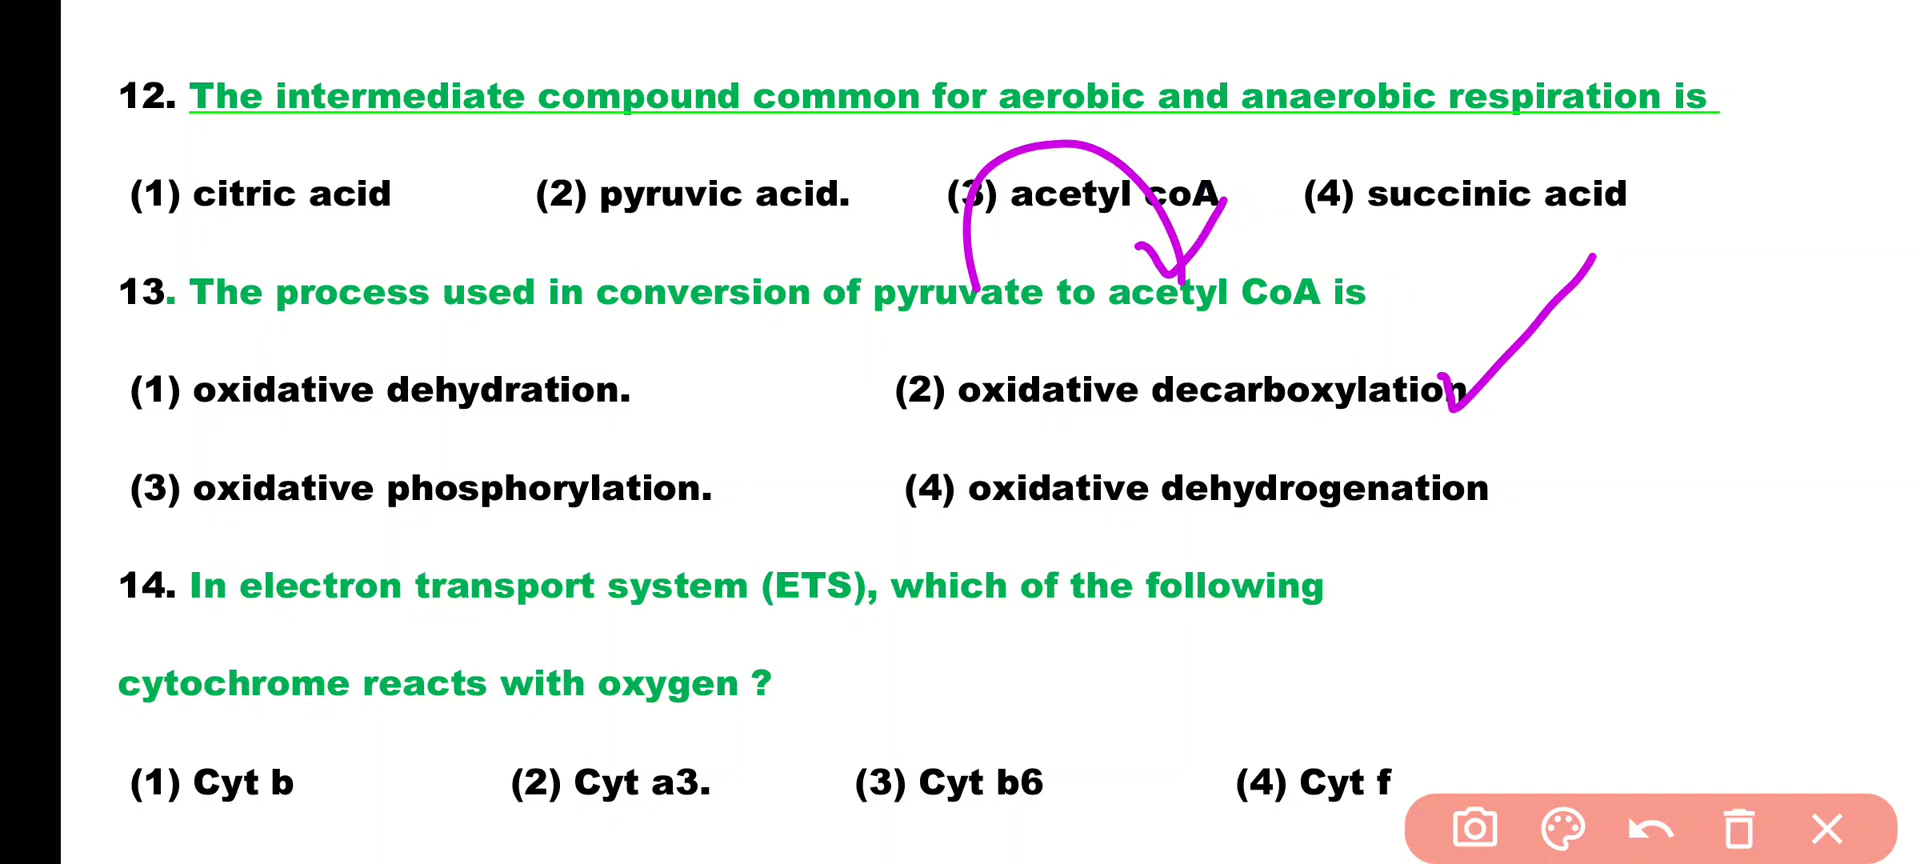 12. The intermediate compound common for aerobic and anaerobic respiration is
(1) citric acid (2) pyruvic acid. (3) acetyl coA (4) succinic acid
13. The process used in conversion of pyruvate to acetyl CoA is
(1) oxidative dehydration. (2) oxidative decarboxylation
(3) oxidative phosphorylation. (4) oxidative dehydrogenation
14. In electron transport system (ETS), which of the following
cytochrome reacts with oxygen ?
(1) Cyt b (2) Cyt a3. (3) Cyt b6 (4) Cyt f